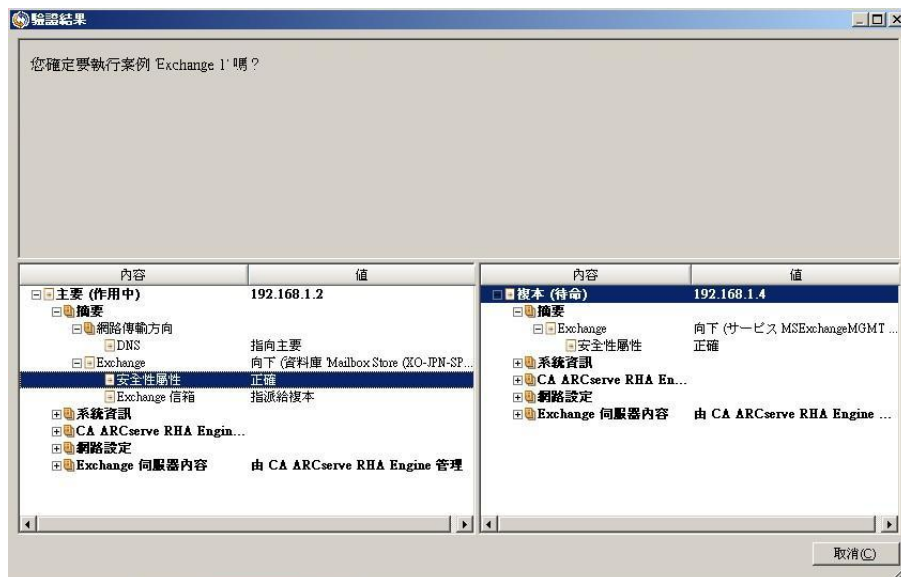 驗證結果
您確定要執行案例 'Exchange 1' 嗎？
內容 值
主要 (作用中) 192.168.1.2
摘要
網路傳輸方向
DNS 指向主要
Exchange 向下 (資料庫 'Mailbox Store (XO-JPN-SP...
安全性屬性 正確
Exchange 信箱 指派給複本
系統資訊
CA ARCserve RHA Engin...
網路設定
Exchange 伺服器內容 由 CA ARCserve RHA Engine 管理
內容 值
複本 (待命) 192.168.1.4
摘要
Exchange 向下 (サービス MSExchangeMGMT ...
安全性屬性 正確
系統資訊
CA ARCserve RHA En...
網路設定
Exchange 伺服器內容 由 CA ARCserve RHA Engine ...
取消(C)